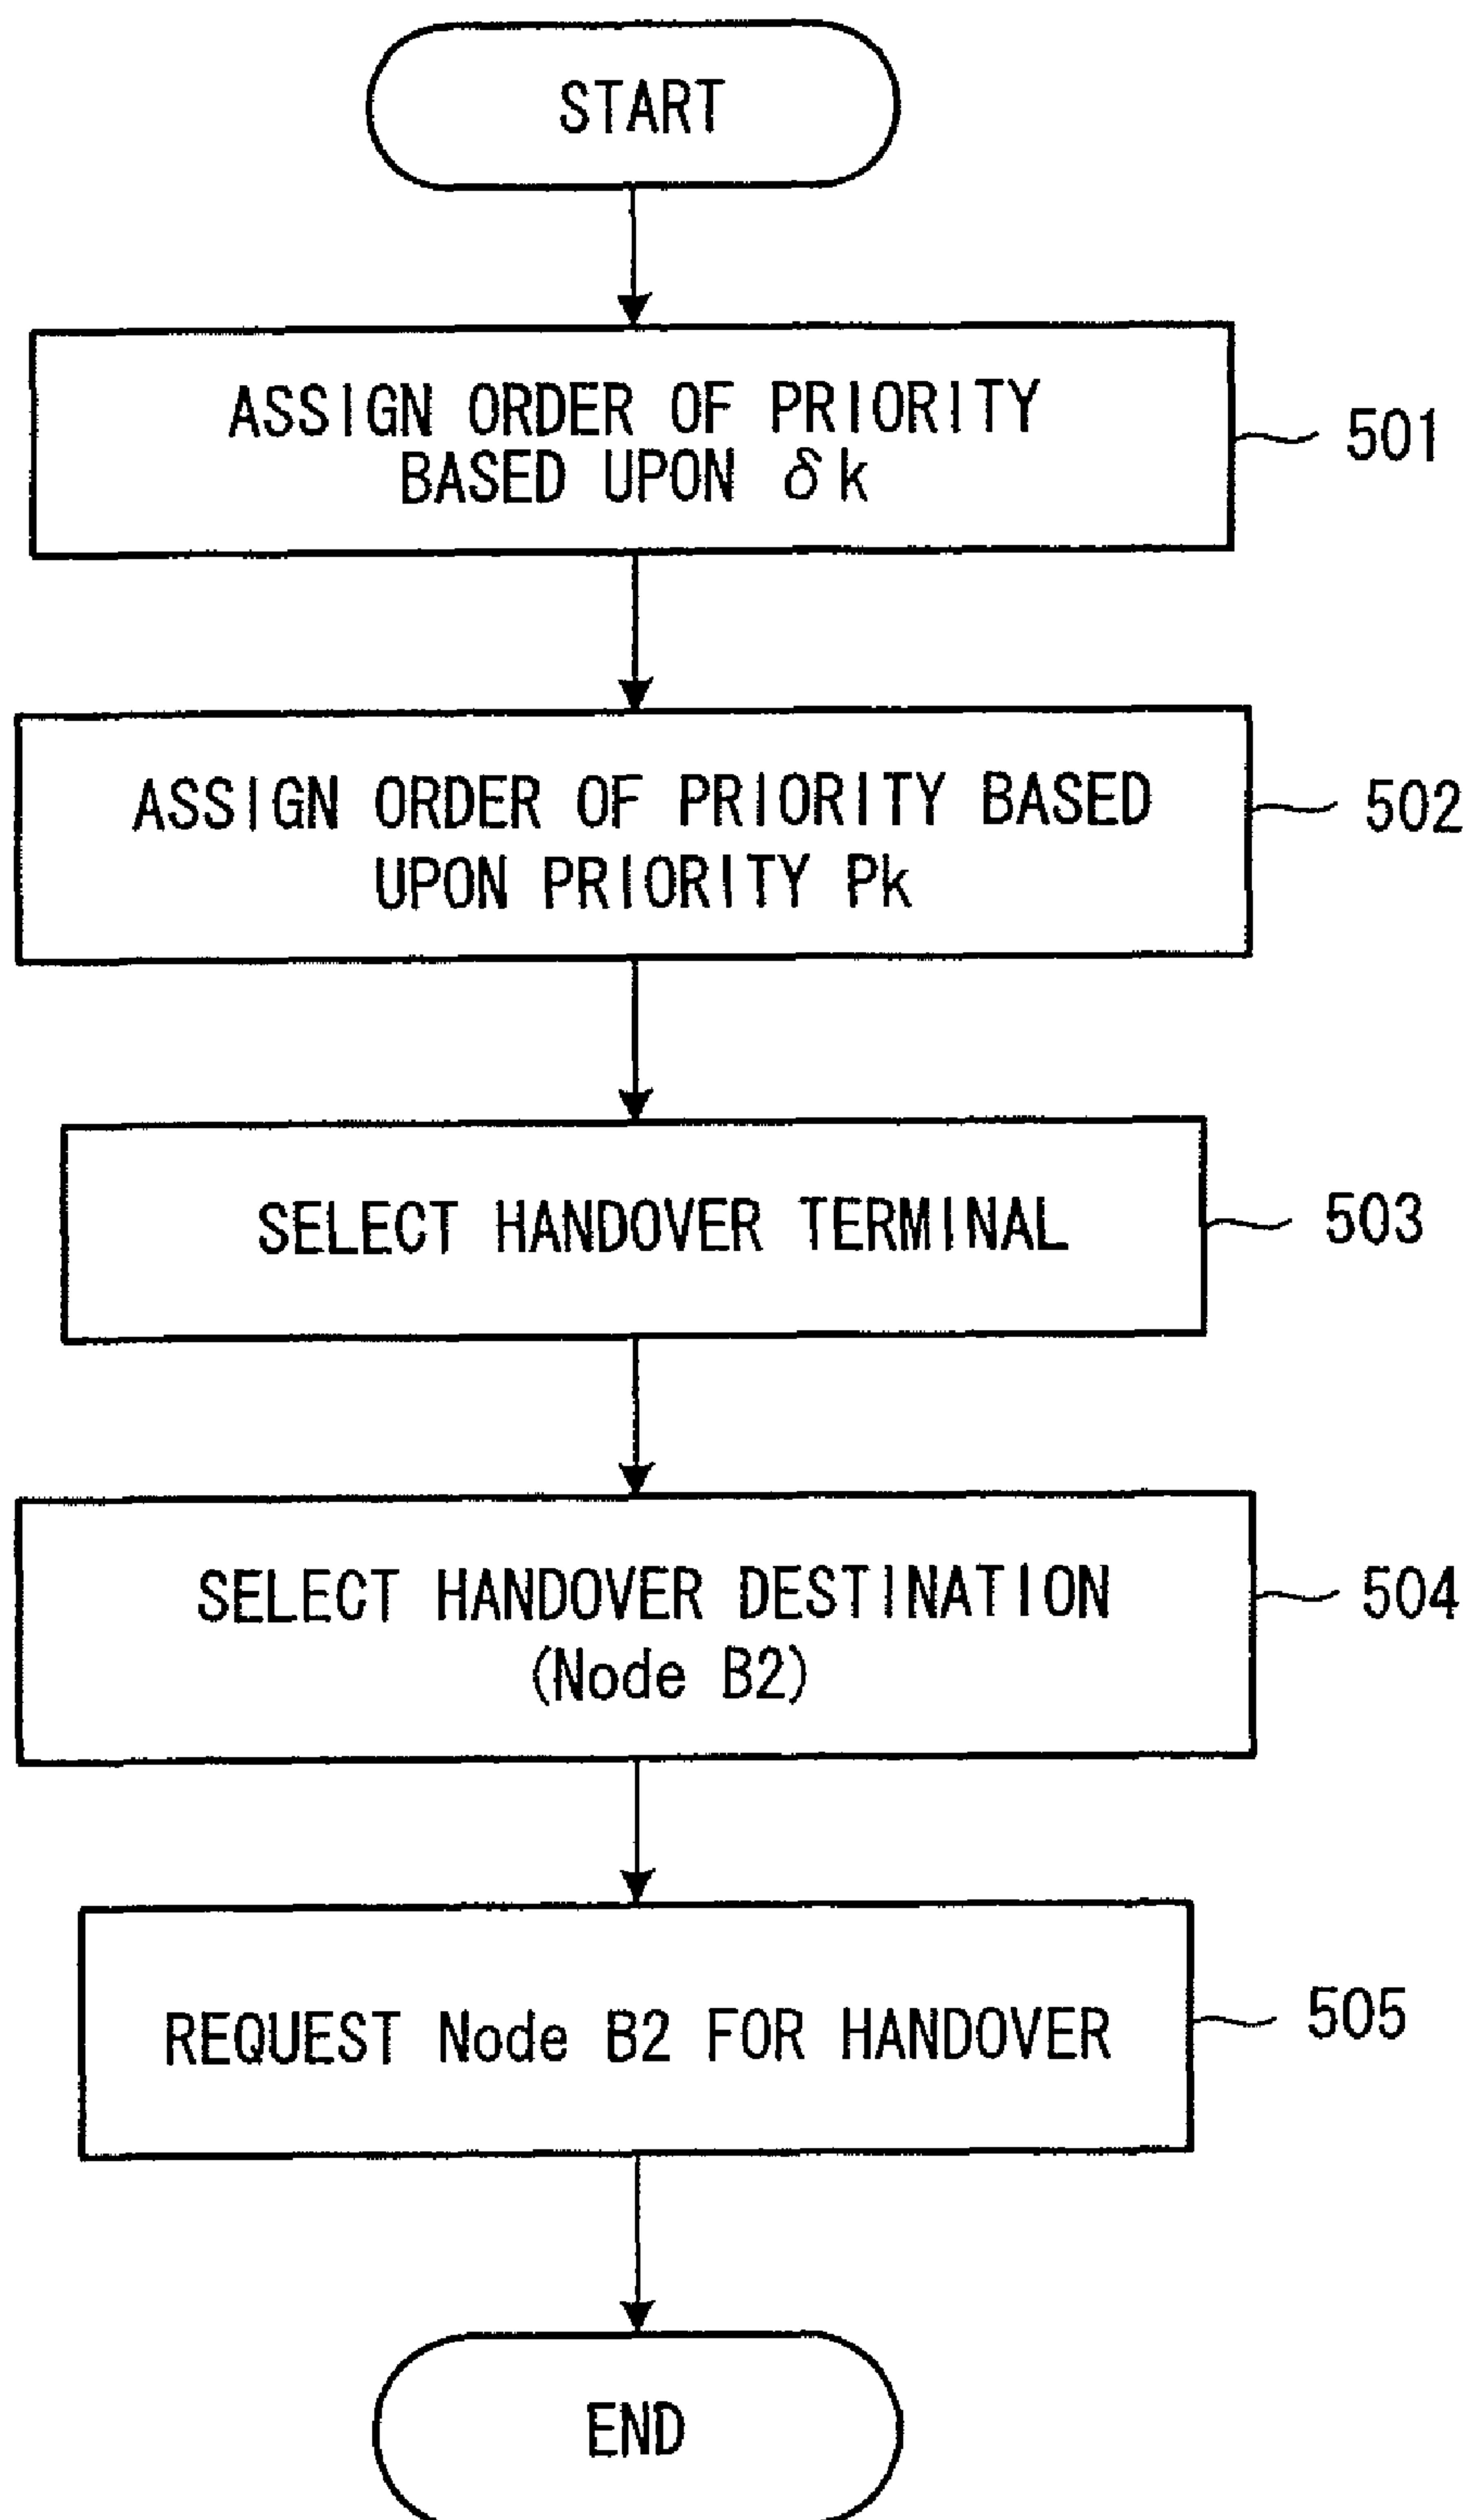 START
ASSIGN ORDER OF PRIORITY
BASED UPON δk
501
ASSIGN ORDER OF PRIORITY BASED
UPON PRIORITY Pk
502
SELECT HANDOVER TERMINAL
503
SELECT HANDOVER DESTINATION
(Node B2)
504
REQUEST Node B2 FOR HANDOVER
505
END